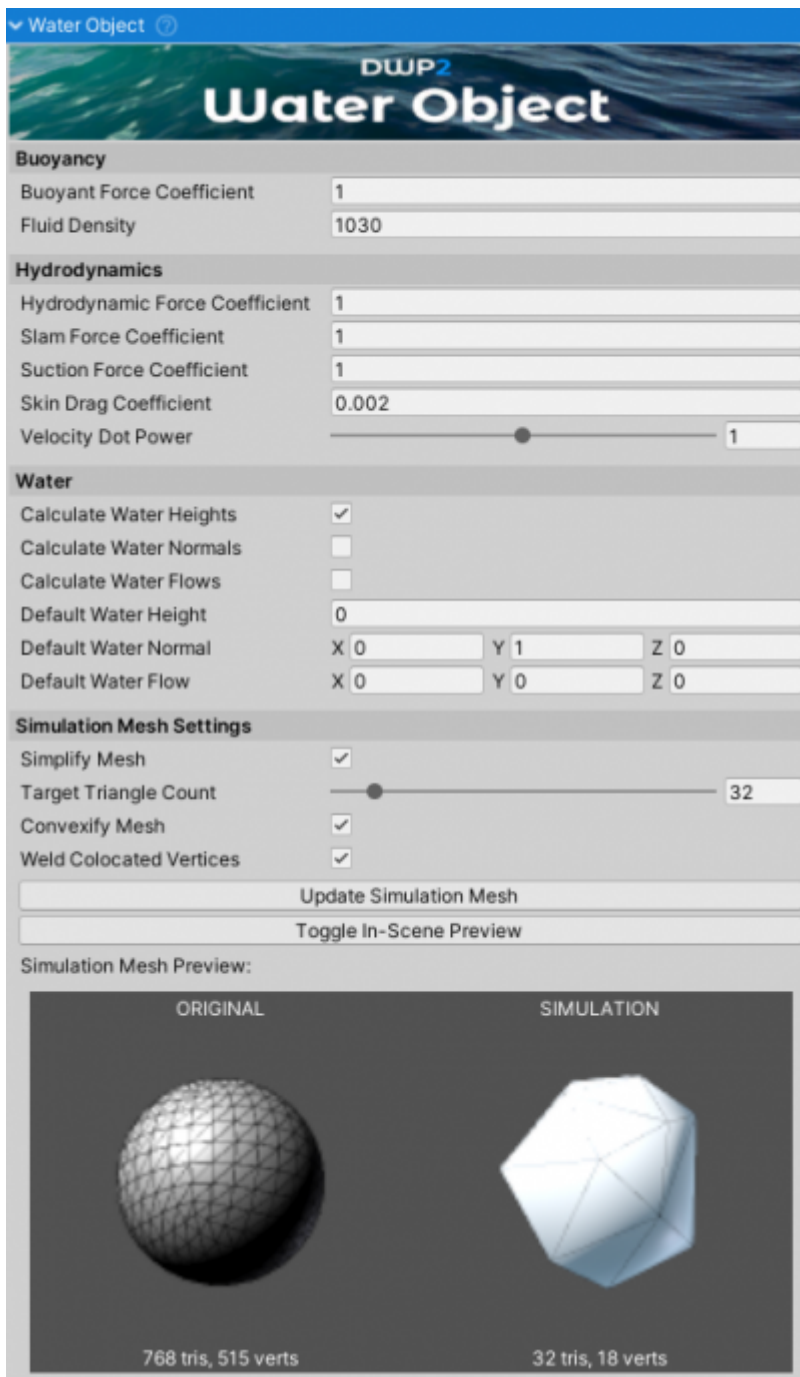 Water Object ?
DWP2
Water Object
Buoyancy
Buoyant Force Coefficient 1
Fluid Density 1030
Hydrodynamics
Hydrodynamic Force Coefficient 1
Slam Force Coefficient 1
Suction Force Coefficient 1
Skin Drag Coefficient 0.002
Velocity Dot Power 1
Water
Calculate Water Heights
Calculate Water Normals
Calculate Water Flows
Default Water Height 0
Default Water Normal X 0 Y 1 Z 0
Default Water Flow X 0 Y 0 Z 0
Simulation Mesh Settings
Simplify Mesh
Target Triangle Count 32
Convexify Mesh
Weld Colocated Vertices
Update Simulation Mesh
Toggle In-Scene Preview
Simulation Mesh Preview:
ORIGINAL SIMULATION
768 tris, 515 verts 32 tris, 18 verts